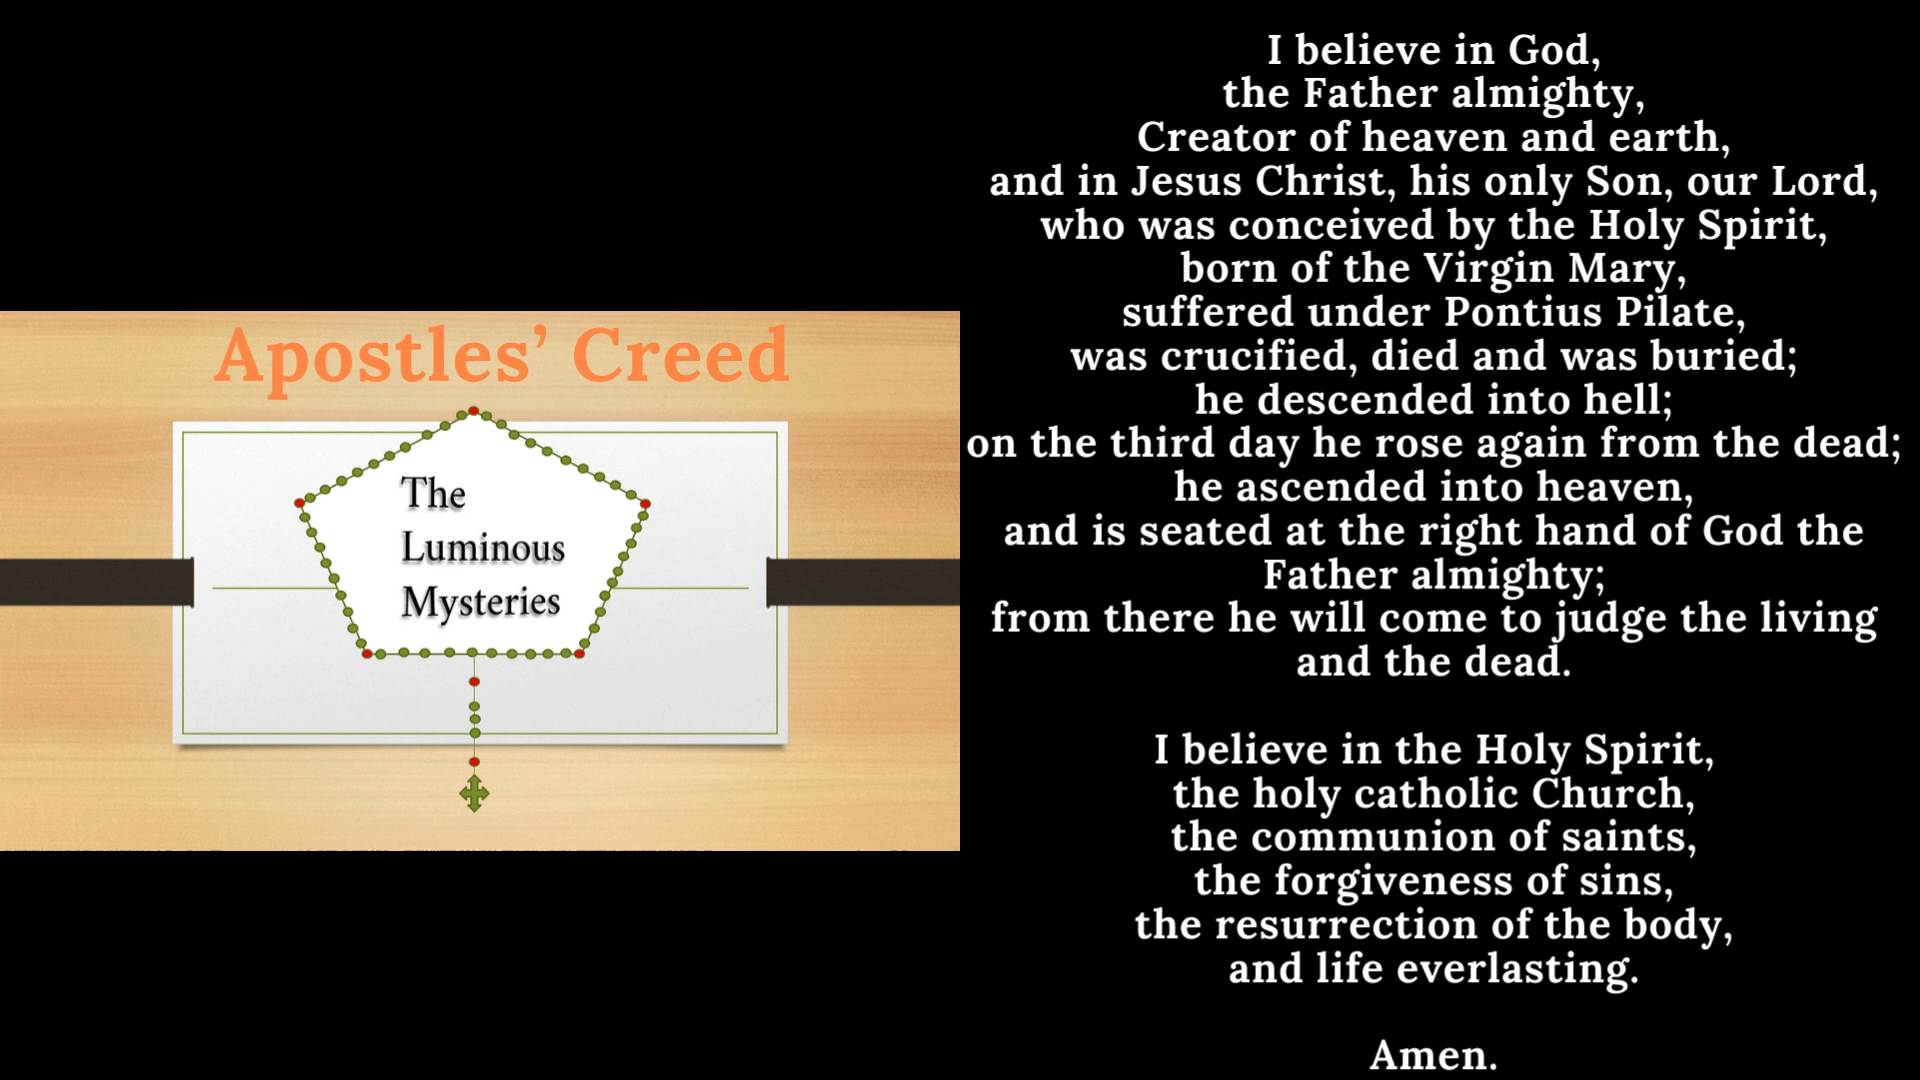 Apostles’ Creed
The
Luminous
Mysteries
I believe in God,
the Father almighty,
Creator of heaven and earth,
and in Jesus Christ, his only Son, our Lord,
who was conceived by the Holy Spirit,
born of the Virgin Mary,
suffered under Pontius Pilate,
was crucified, died and was buried;
he descended into hell;
on the third day he rose again from the dead;
he ascended into heaven,
and is seated at the right hand of God the
Father almighty;
from there he will come to judge the living
and the dead.
I believe in the Holy Spirit,
the holy catholic Church,
the communion of saints,
the forgiveness of sins,
the resurrection of the body,
and life everlasting.
Amen.